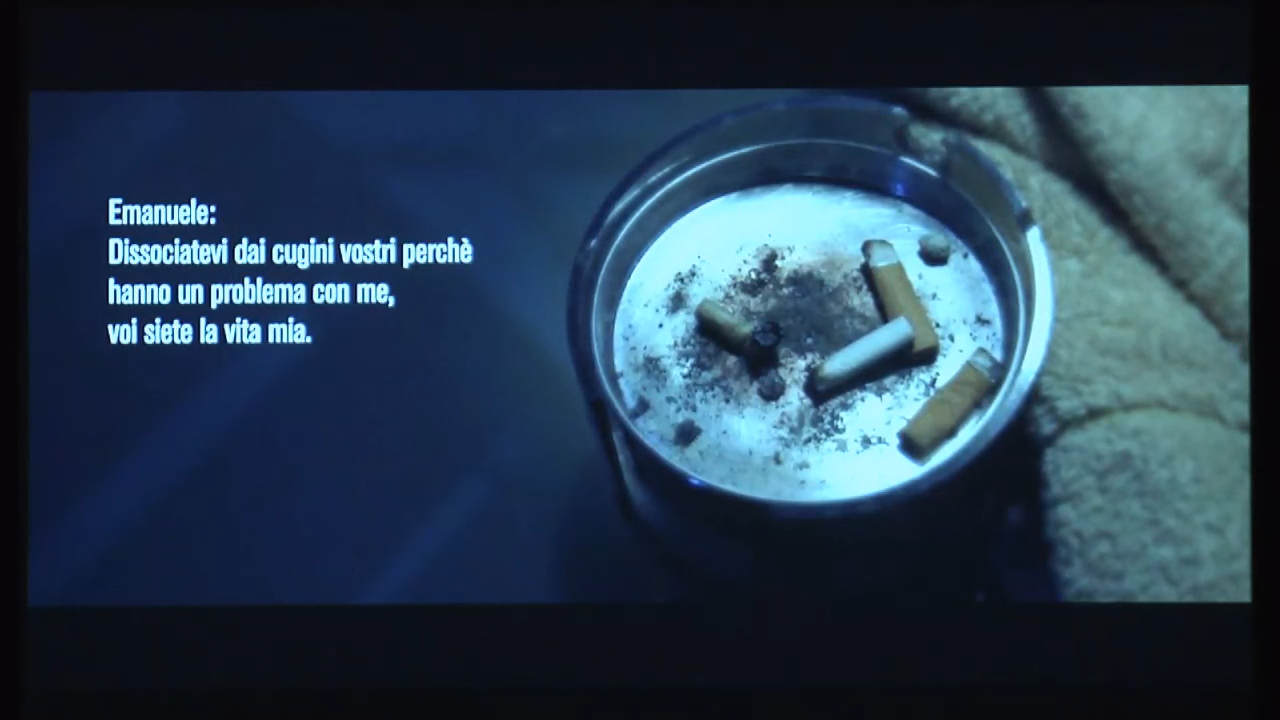 Emanuele:
Dissociatevi dai cugini vostri perchè
hanno un problema con me,
voi siete la vita mia.